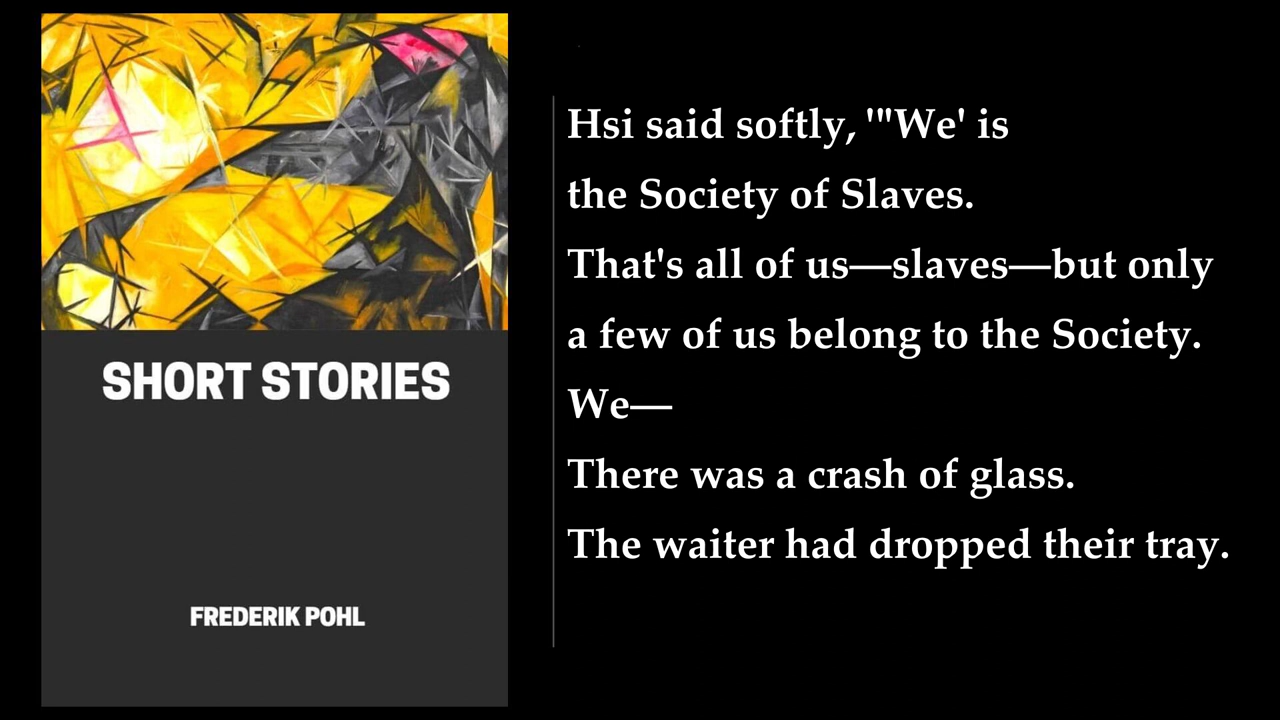 SHORT STORIES
FREDERIK POHL
Hsi said softly, '"We' is
the Society of Slaves.
That's all of us—slaves—but only
a few of us belong to the Society.
We—
There was a crash of glass.
The waiter had dropped their tray.